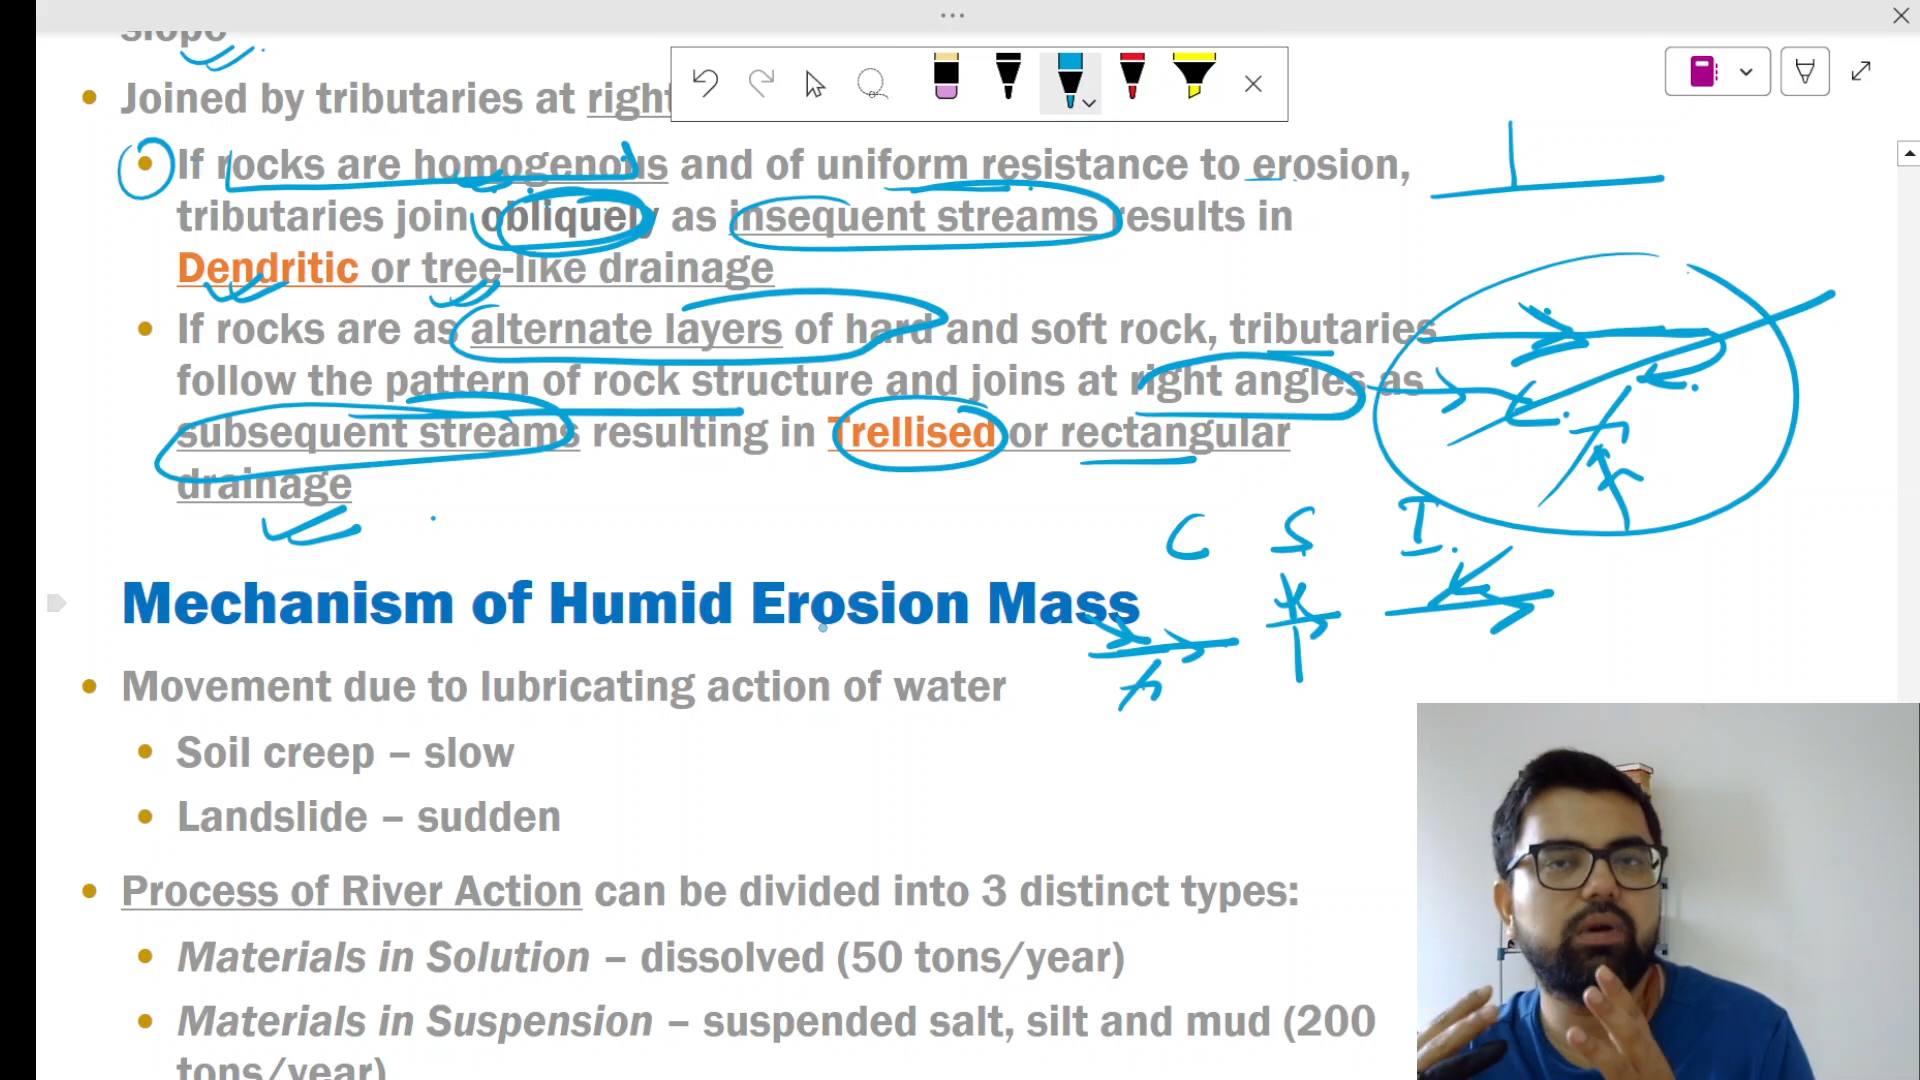 slope
Joined by tributaries at right
If rocks are homogenous and of uniform resistance to erosion,
tributaries join obliquely as insequent streams results in
Dendritic or tree-like drainage
If rocks are as alternate layers of hard and soft rock, tributaries
follow the pattern of rock structure and joins at right angles as
subsequent streams resulting in Trellised or rectangular
drainage
C S I
Mechanism of Humid Erosion Mass
Movement due to lubricating action of water
Soil creep – slow
Landslide – sudden
Process of River Action can be divided into 3 distinct types:
Materials in Solution – dissolved (50 tons/year)
Materials in Suspension – suspended salt, silt and mud (200
tons/year)